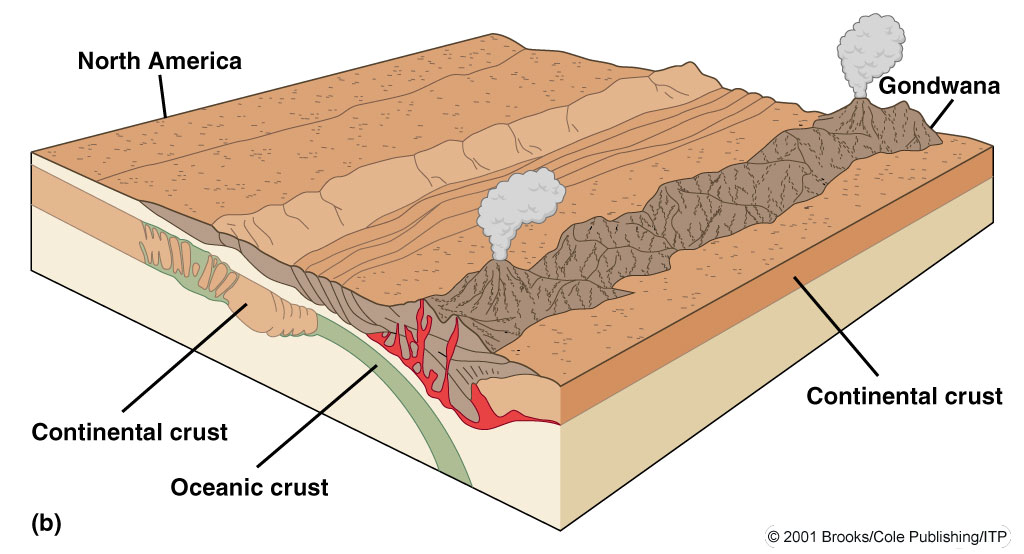 North America
Gondwana
Continental crust
Continental crust
Oceanic crust
(b)
© 2001 Brooks/Cole Publishing/ITP